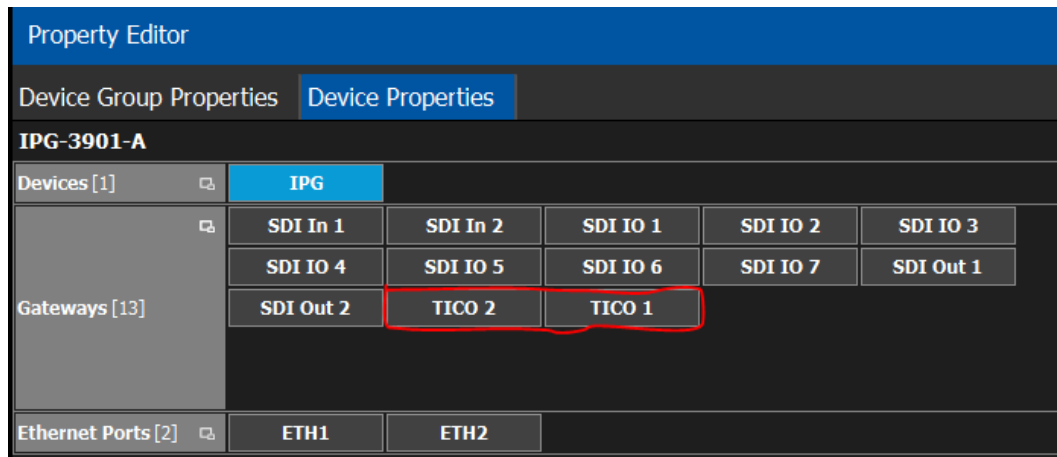 Property Editor
Device Group Properties Device Properties
IPG-3901-A
Devices [1] IPG
SDI In 1 SDI In 2 SDI IO 1 SDI IO 2 SDI IO 3
SDI IO 4 SDI IO 5 SDI IO 6 SDI IO 7 SDI Out 1
Gateways [13] SDI Out 2 TICO 2 TICO 1
Ethernet Ports [2] ETH1 ETH2